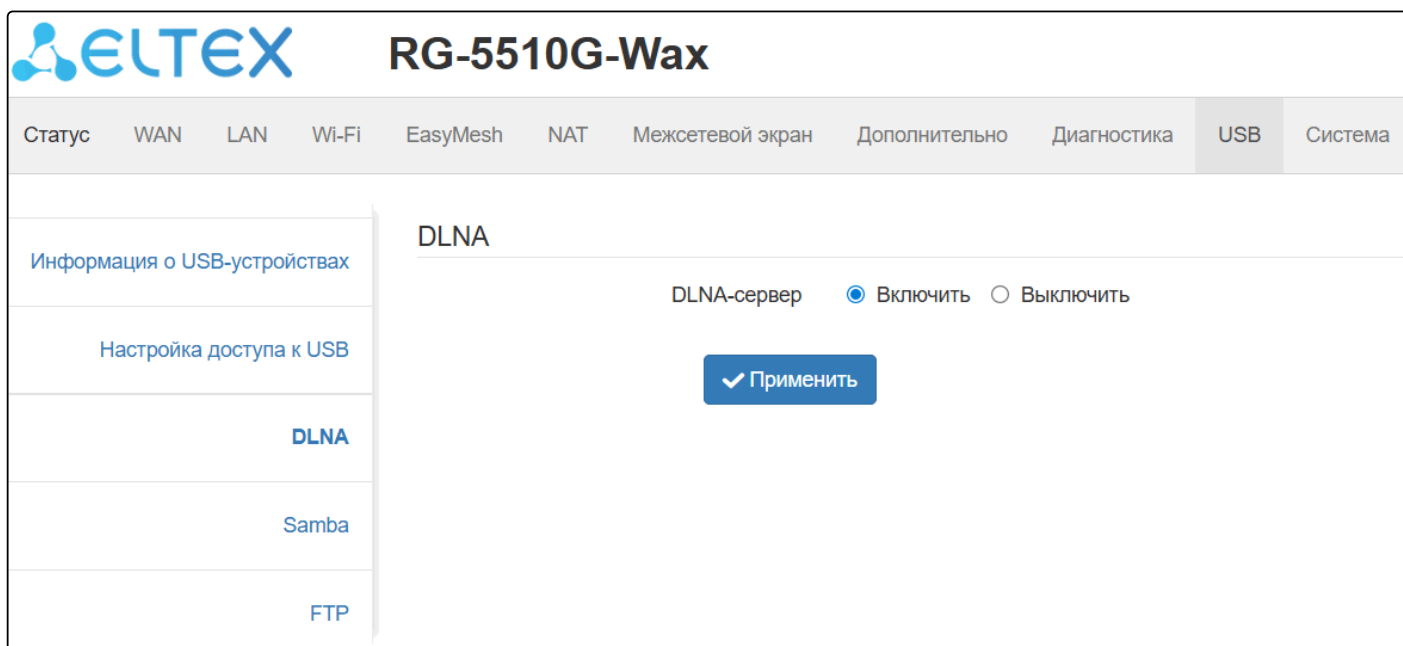 ELTEX RG-5510G-Wax
Статус WAN LAN Wi-Fi EasyMesh NAT Межсетевой экран Дополнительно Диагностика USB Система
Информация о USB-устройствах
Настройка доступа к USB
DLNA
Samba
FTP
DLNA
DLNA-сервер Включить Выключить
Применить